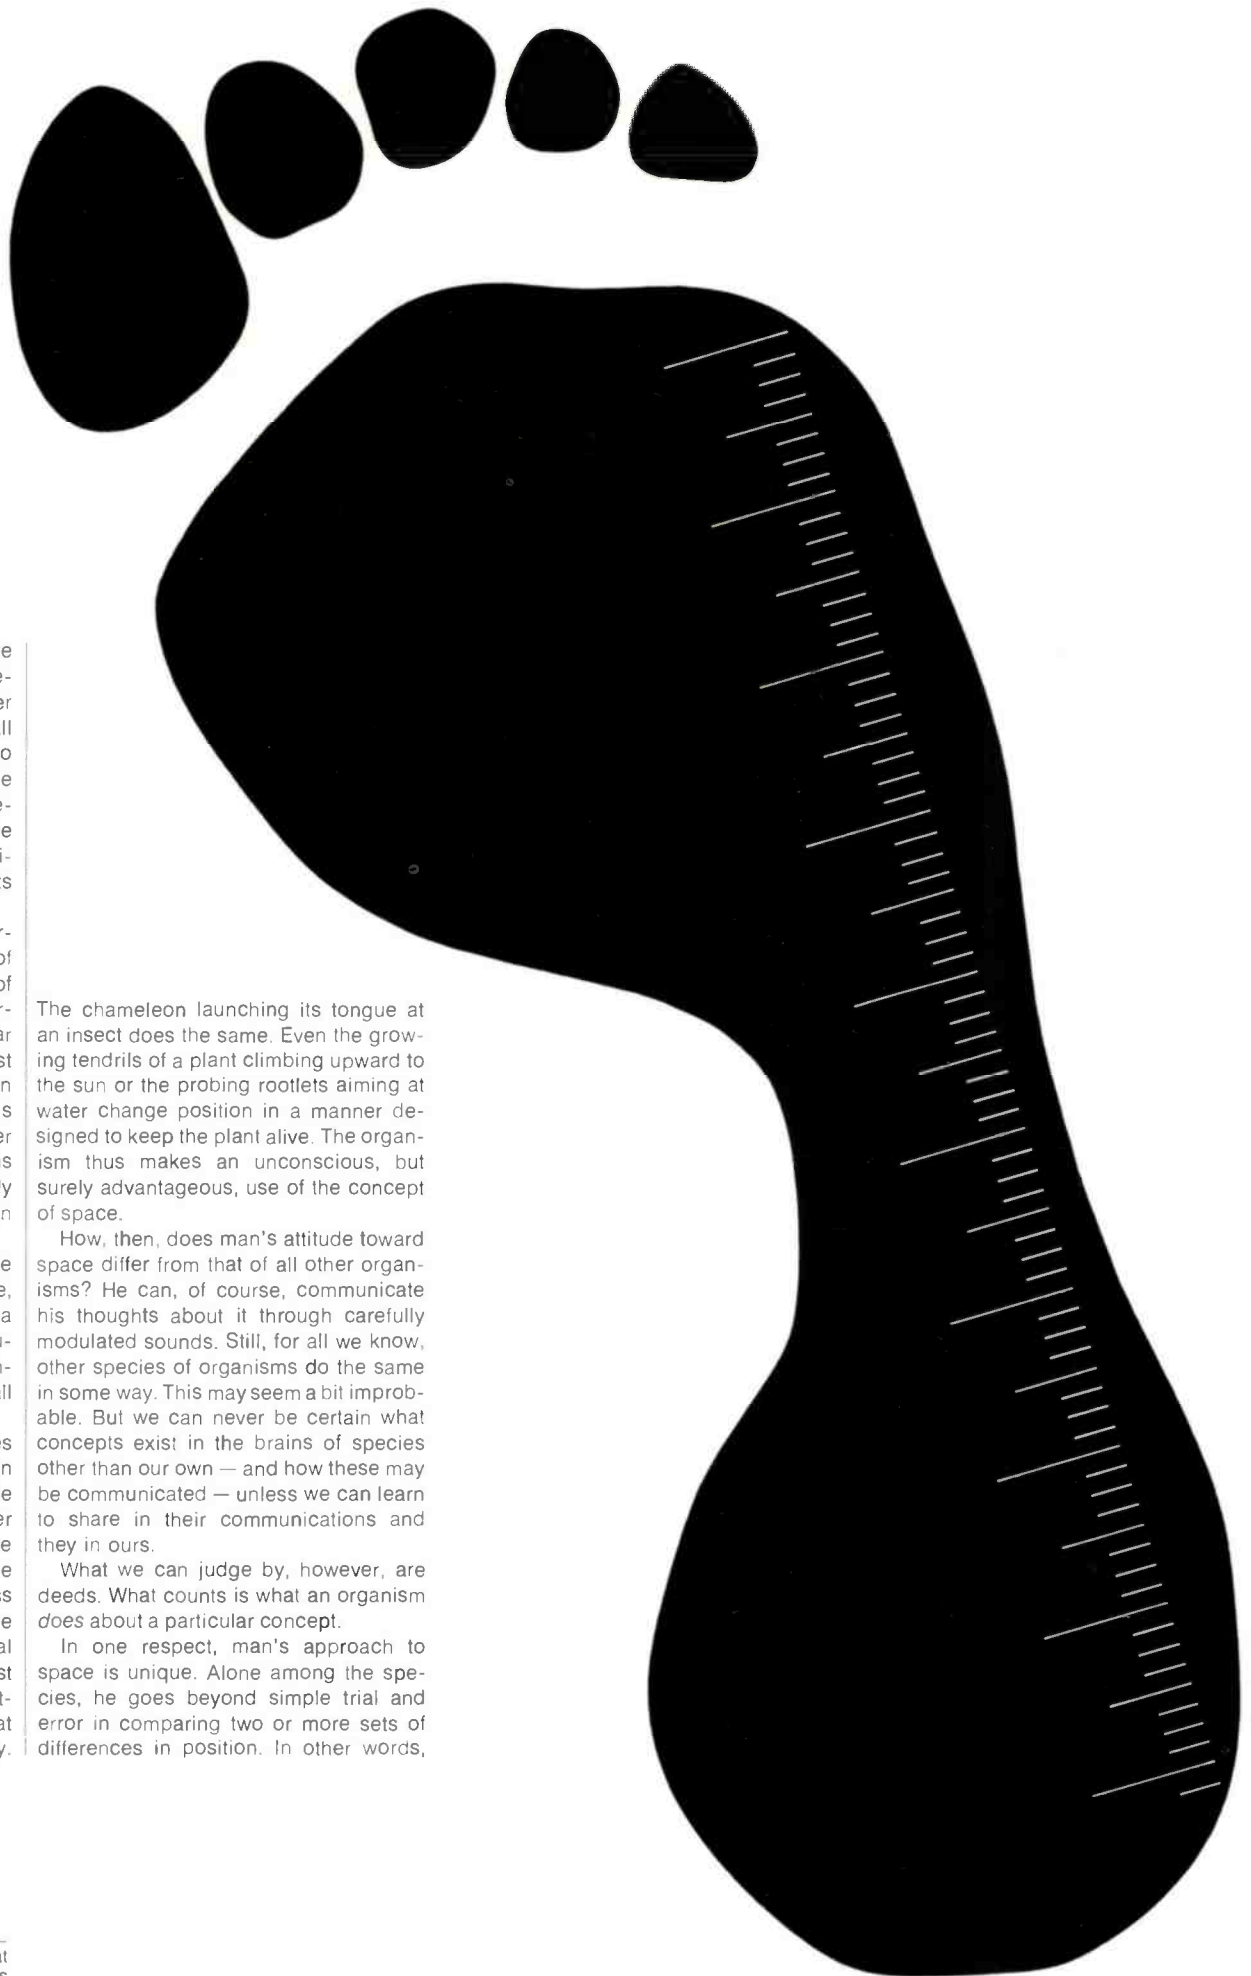 The chameleon launching its tongue at
an insect does the same. Even the grow-
ing tendrils of a plant climbing upward to
the sun or the probing rootlets aiming at
water change position in a manner de-
signed to keep the plant alive. The organ-
ism thus makes an unconscious, but
surely advantageous, use of the concept
of space.
How, then, does man's attitude toward
space differ from that of all other organ-
isms? He can, of course, communicate
his thoughts about it through carefully
modulated sounds. Still, for all we know,
other species of organisms do the same
in some way. This may seem a bit improb-
able. But we can never be certain what
concepts exist in the brains of species
other than our own — and how these may
be communicated — unless we can learn
to share in their communications and
they in ours.
What we can judge by, however, are
deeds. What counts is what an organism
does about a particular concept.
In one respect, man's approach to
space is unique. Alone among the spe-
cies, he goes beyond simple trial and
error in comparing two or more sets of
differences in position. In other words,